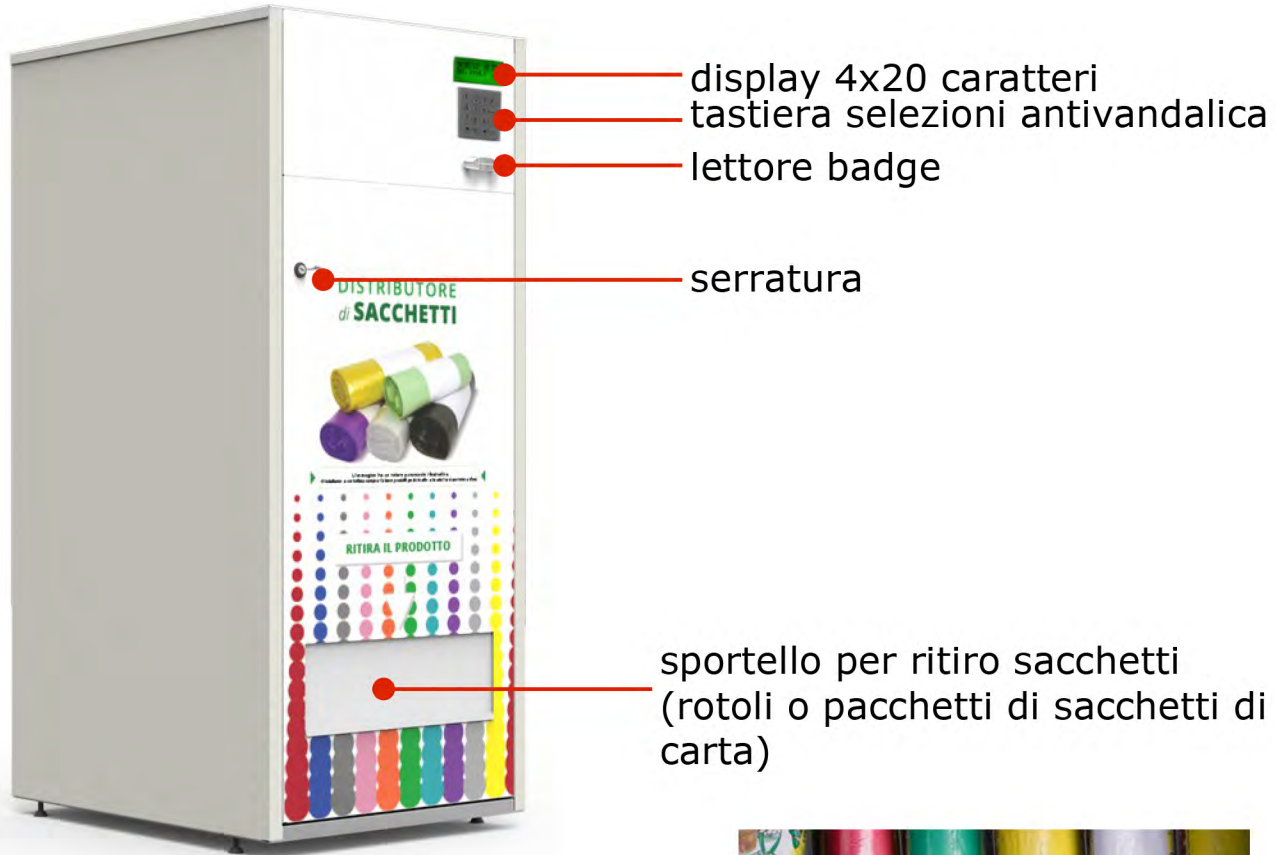 display 4x20 caratteri
tastiera selezioni antivandalica
lettore badge
serratura
DISTRIBUTORE
di SACCHETTI
RITIRA IL PRODOTTO
sportello per ritiro sacchetti
(rotoli o pacchetti di sacchetti di
carta)